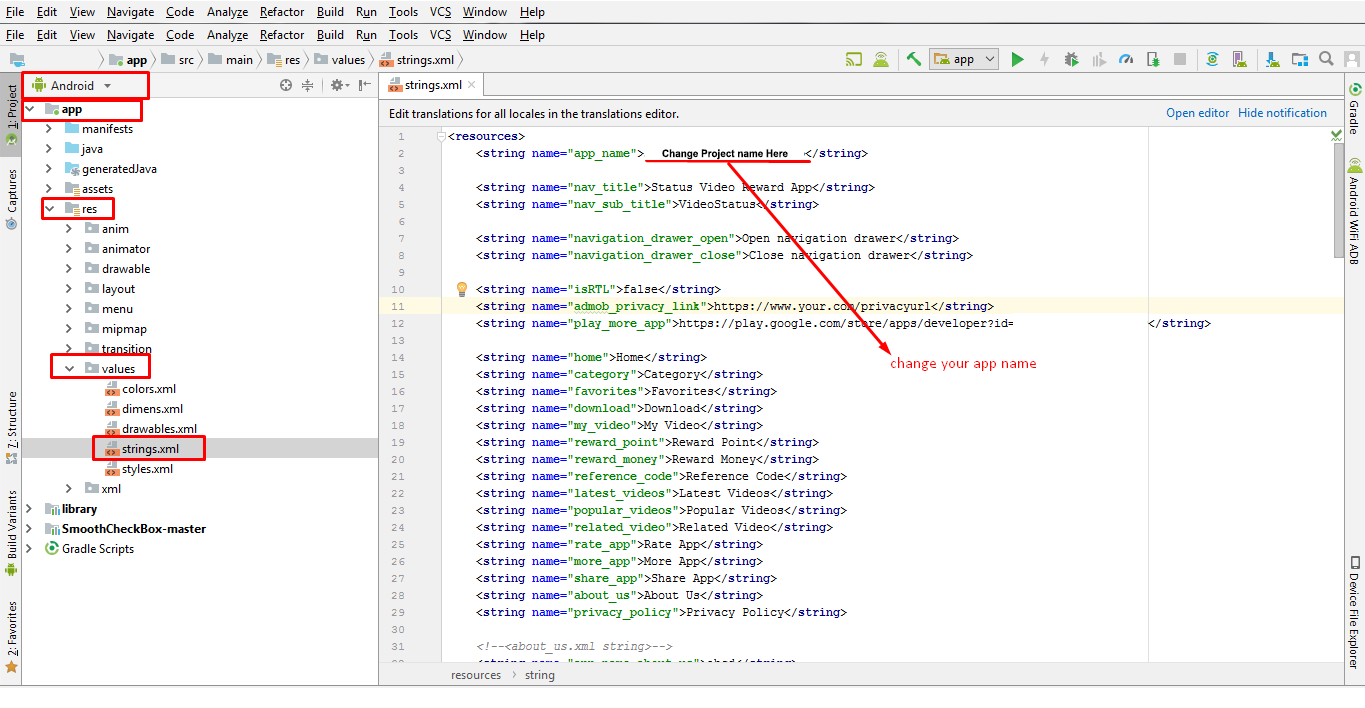 File Edit View Navigate Code Analyze Refactor Build Run Tools VCS Window Help
File Edit View Navigate Code Analyze Refactor Build Run Tools VCS Window Help
app src main res values strings.xml
app
1: Project
Captures
7: Structure
Build Variants
2: Favorites
Android
app
manifests
java
generatedJava
assets
res
anim
animator
drawable
layout
menu
mipmap
transition
values
colors.xml
dimens.xml
drawables.xml
strings.xml
styles.xml
xml
library
SmoothCheckBox-master
Gradle Scripts
strings.xml
Edit translations for all locales in the translations editor. Open editor Hide notification
1 <resources>
2 <string name="app_name"> Change Project name Here </string>
3
4 <string name="nav_title">Status Video Reward App</string>
5 <string name="nav_sub_title">VideoStatus</string>
6
7 <string name="navigation_drawer_open">Open navigation drawer</string>
8 <string name="navigation_drawer_close">Close navigation drawer</string>
9
10 <string name="isRTL">false</string>
11 <string name="admob_privacy_link">https://www.your.com/privacyurl</string>
12 <string name="play_more_app">https://play.google.com/store/apps/developer?id= </string>
13
14 <string name="home">Home</string>
change your app name
15 <string name="category">Category</string>
16 <string name="favorites">Favorites</string>
17 <string name="download">Download</string>
18 <string name="my_video">My Video</string>
19 <string name="reward_point">Reward Point</string>
20 <string name="reward_money">Reward Money</string>
21 <string name="reference_code">Reference Code</string>
22 <string name="latest_videos">Latest Videos</string>
23 <string name="popular_videos">Popular Videos</string>
24 <string name="related_video">Related Video</string>
25 <string name="rate_app">Rate App</string>
26 <string name="more_app">More App</string>
27 <string name="share_app">Share App</string>
28 <string name="about_us">About Us</string>
29 <string name="privacy_policy">Privacy Policy</string>
30
31 <!--<about_us.xml string>-->
resources string
Gradle
Android WiFi ADB
Device File Explorer